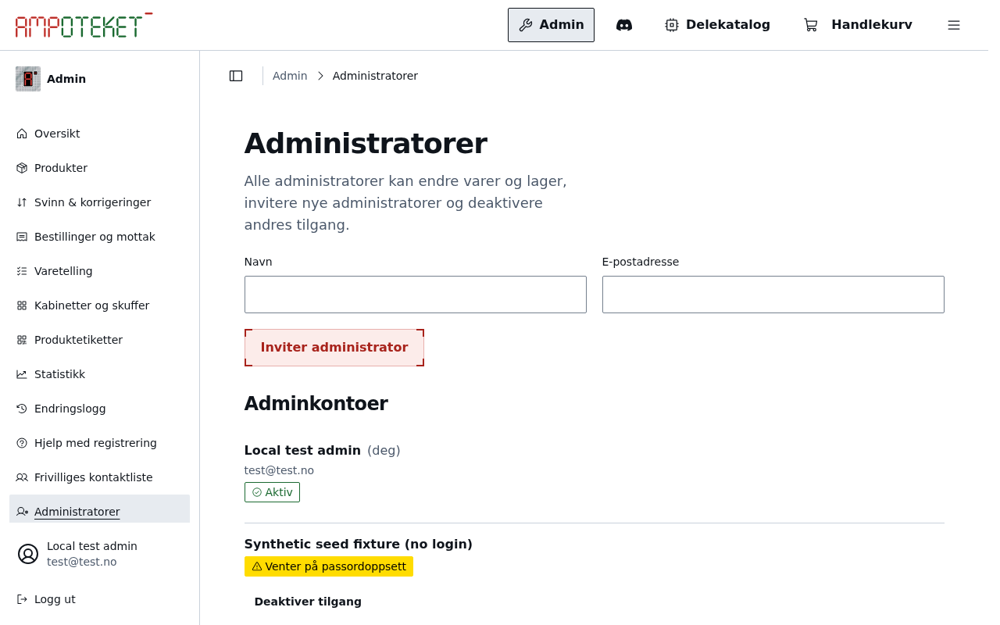 AMPOTEKET
Admin
Delekatalog
Handlekurv
Admin
Admin
Administratorer
Oversikt
Produkter
Svinn & korrigeringer
Bestillinger og mottak
Varetelling
Kabinetter og skuffer
Produktetiketter
Statistikk
Endringslogg
Hjelp med registrering
Frivilliges kontaktliste
Administratorer
Local test admin
test@test.no
Logg ut
Administratorer
Alle administratorer kan endre varer og lager,
invitere nye administratorer og deaktivere
andres tilgang.
Navn
E-postadresse
Inviter administrator
Adminkontoer
Local test admin (deg)
test@test.no
Aktiv
Synthetic seed fixture (no login)
Venter på passordoppsett
Deaktiver tilgang